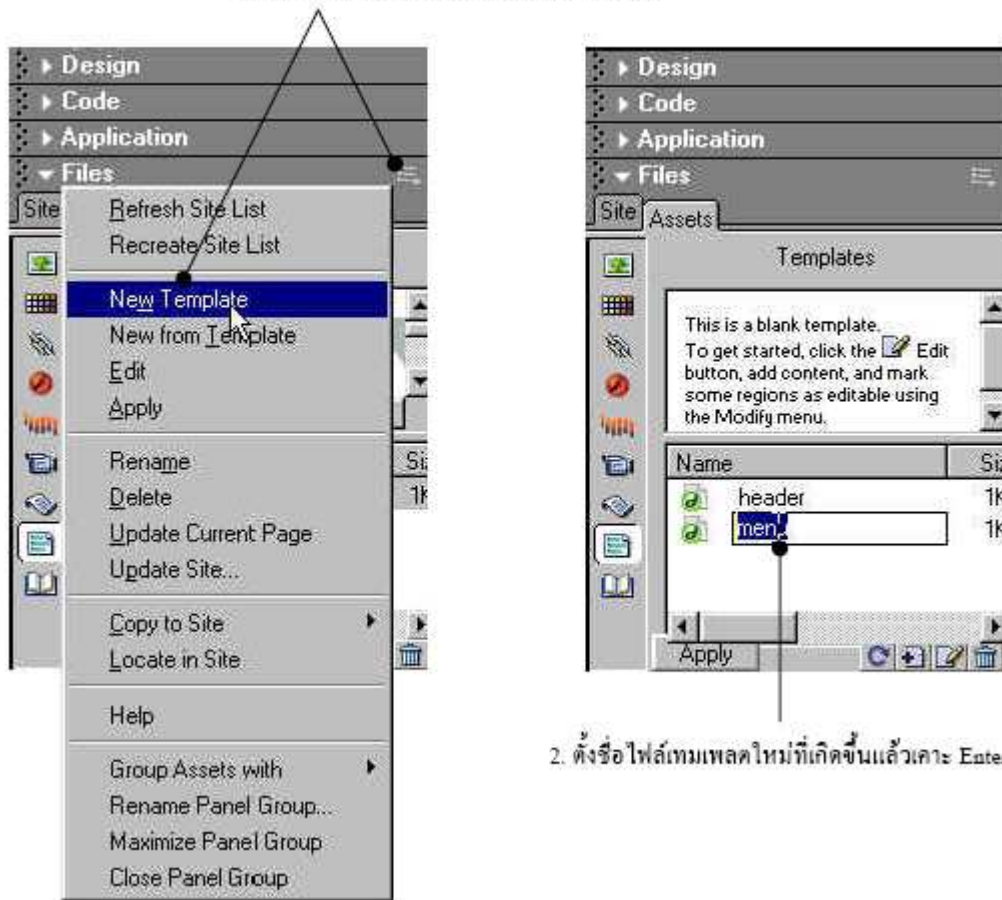 Design
Code
Application
Files
Site
Refresh Site List
Recreate Site List
New Template
New from Template
Edit
Apply
Rename
Delete
Update Current Page
Update Site...
Copy to Site
Locate in Site
Help
Group Assets with
Rename Panel Group...
Maximize Panel Group
Close Panel Group
Design
Code
Application
Files
Site Assets
Templates
This is a blank template.
To get started, click the Edit
button, add content, and mark
some regions as editable using
the Modify menu.
Name
header
Apply
2. ตั้งชื่อไฟล์เทมเพลตใหม่ที่เกิดขึ้นแล้วเคาะ Enter